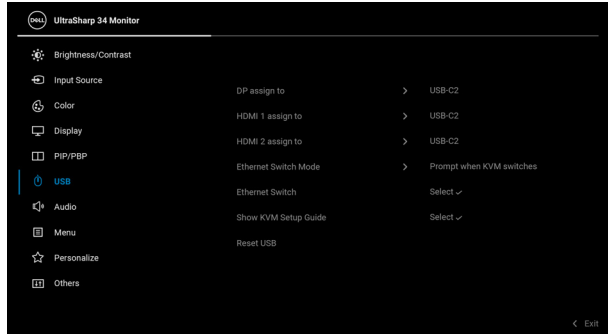 DELL UltraSharp 34 Monitor
Brightness/Contrast
Input Source
Color
Display
PIP/PBP
USB
Audio
Menu
Personalize
Others
DP assign to > USB-C2
HDMI 1 assign to > USB-C2
HDMI 2 assign to > USB-C2
Ethernet Switch Mode > Prompt when KVM switches
Ethernet Switch Select ✓
Show KVM Setup Guide Select ✓
Reset USB
< Exit